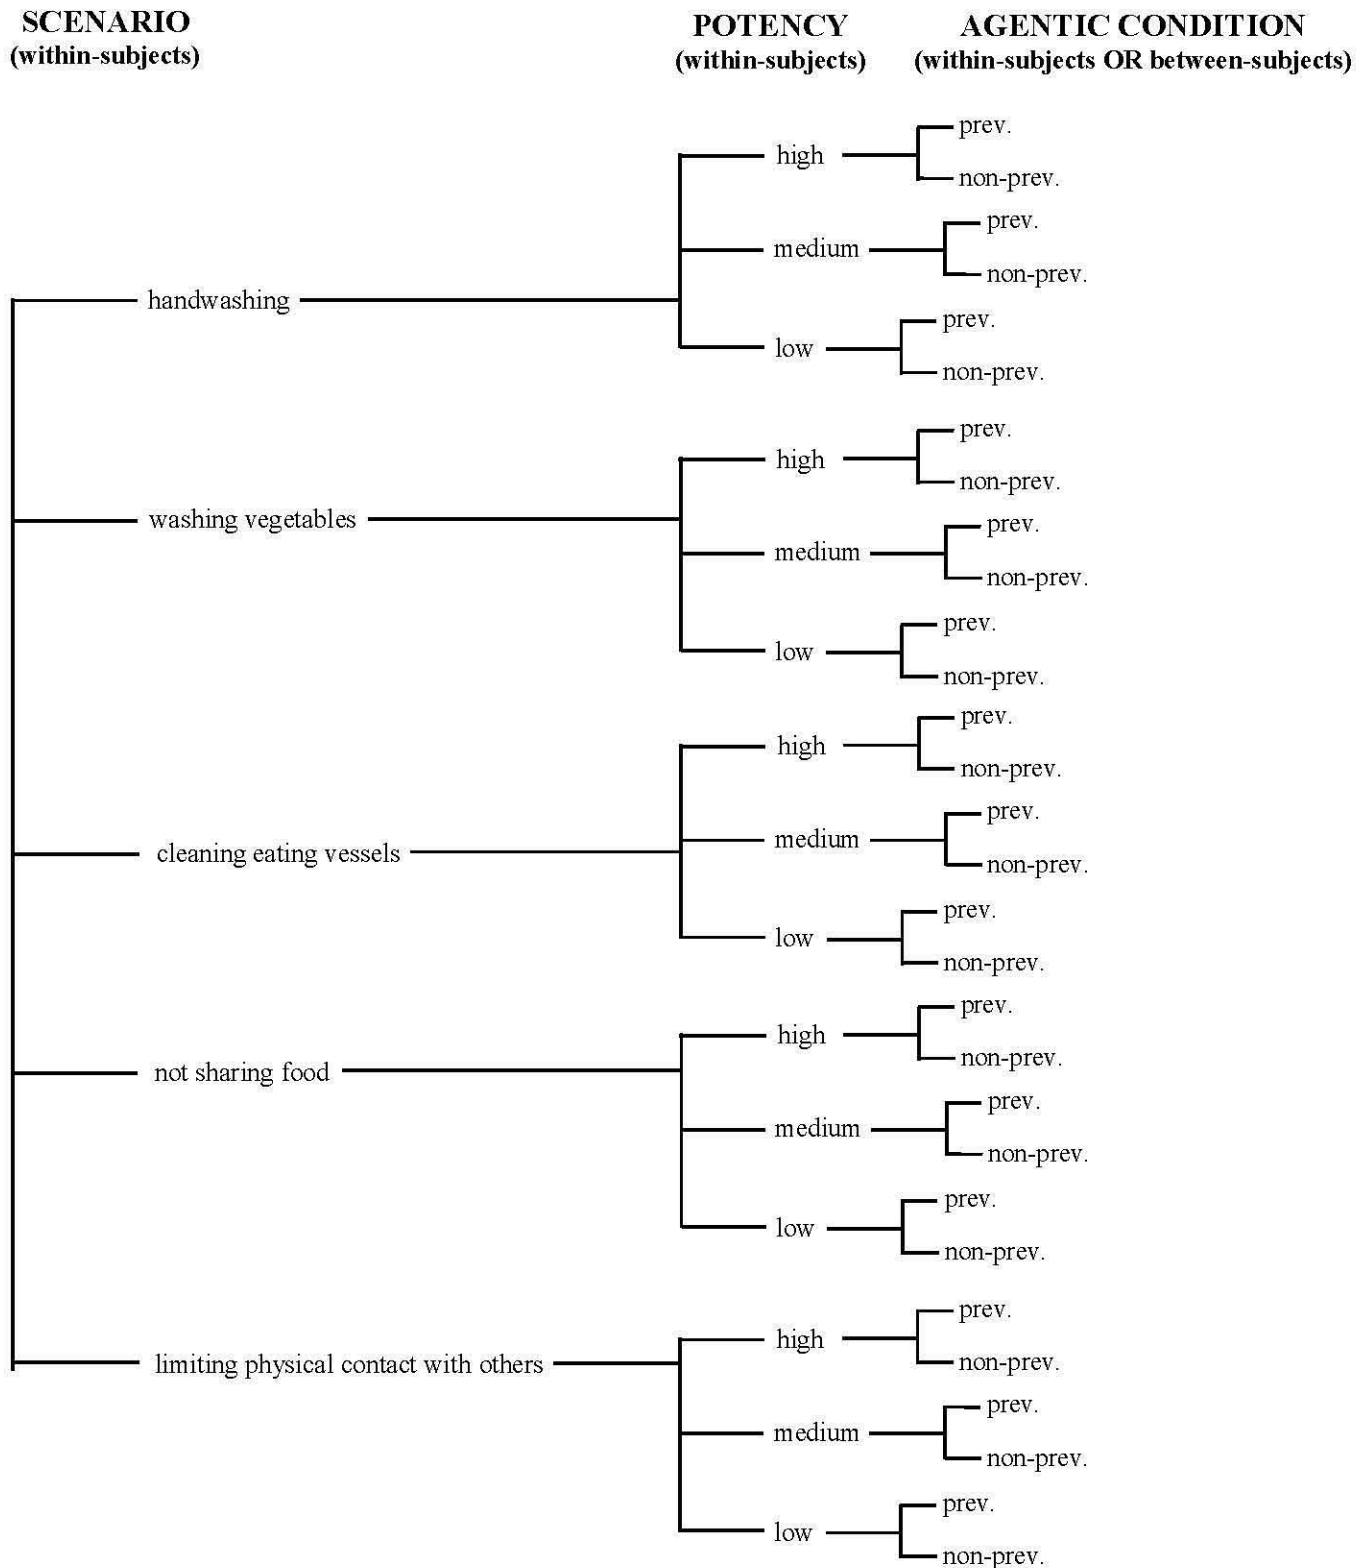 SCENARIO
(within-subjects)
POTENCY
(within-subjects)
AGENTIC CONDITION
(within-subjects OR between-subjects)
handwashing
high
prev.
non-prev.
medium
prev.
non-prev.
low
prev.
non-prev.
washing vegetables
high
prev.
non-prev.
medium
prev.
non-prev.
low
prev.
non-prev.
cleaning eating vessels
high
prev.
non-prev.
medium
prev.
non-prev.
low
prev.
non-prev.
not sharing food
high
prev.
non-prev.
medium
prev.
non-prev.
low
prev.
non-prev.
limiting physical contact with others
high
prev.
non-prev.
medium
prev.
non-prev.
low
prev.
non-prev.